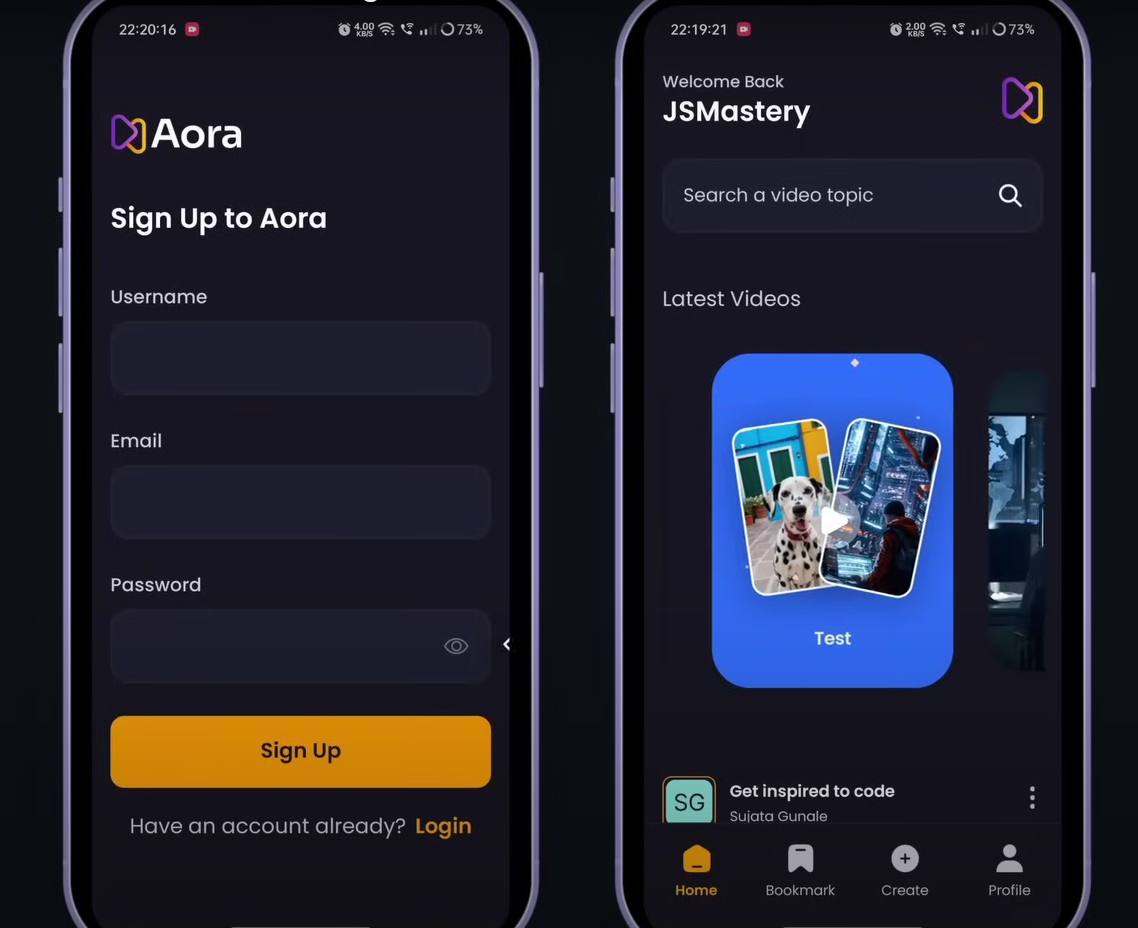 22:20:16
4.00
KB/S
73%
Aora
Sign Up to Aora
Username
Email
Password
Sign Up
Have an account already? Login
22:19:21
2.00
KB/S
73%
Welcome Back
JSMastery
Search a video topic
Latest Videos
Test
SG
Get inspired to code
Sujata Gunale
Home
Bookmark
Create
Profile